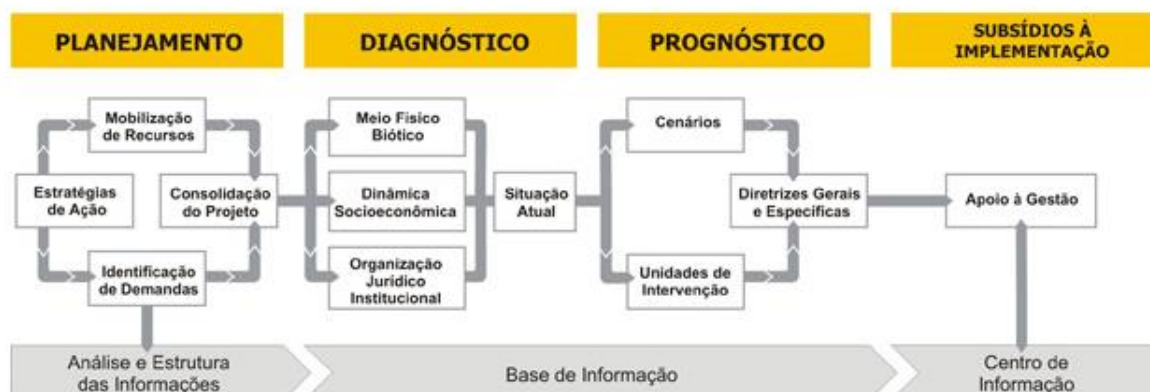 PLANEJAMENTO
DIAGNÓSTICO
PROGNÓSTICO
SUBSÍDIOS À
IMPLEMENTAÇÃO
Mobilização
de Recursos
Estratégias
de Ação
Consolidação
do Projeto
Identificação
de Demandas
Meio Fisico
Biótico
Dinâmica
Socioeconômica
Organização
Jurídico
Institucional
Situação
Atual
Cenários
Diretrizes Gerais
e Especificas
Unidades de
Intervenção
Apoio à Gestão
Análise e Estrutura
das Informações
Base de Informação
Centro de
Informação